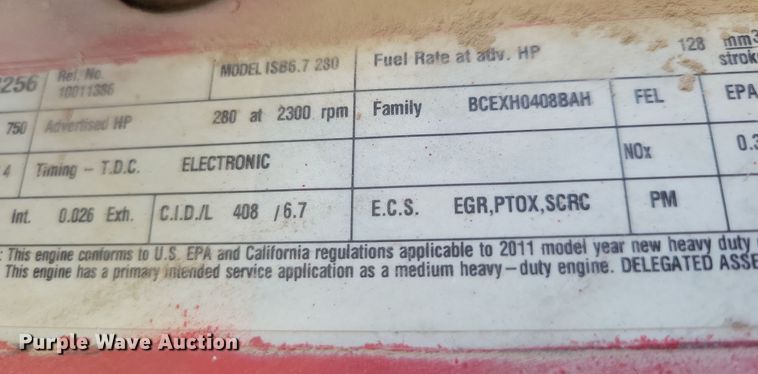 256 Ref. No. MODEL ISB6.7 280 Fuel Rate at adv. HP 128 mm3
10011386 strok
750 Advertised HP 280 at 2300 rpm Family BCEXH0408BAH FEL EPA
4 Timing - T.D.C. ELECTRONIC NOx 0.3
Int. 0.026 Exh. C.I.D./L 408 /6.7 E.C.S. EGR,PTOX,SCRC PM
: This engine conforms to U.S. EPA and California regulations applicable to 2011 model year new heavy duty
This engine has a primary intended service application as a medium heavy-duty engine. DELEGATED ASSE
Purple Wave Auction